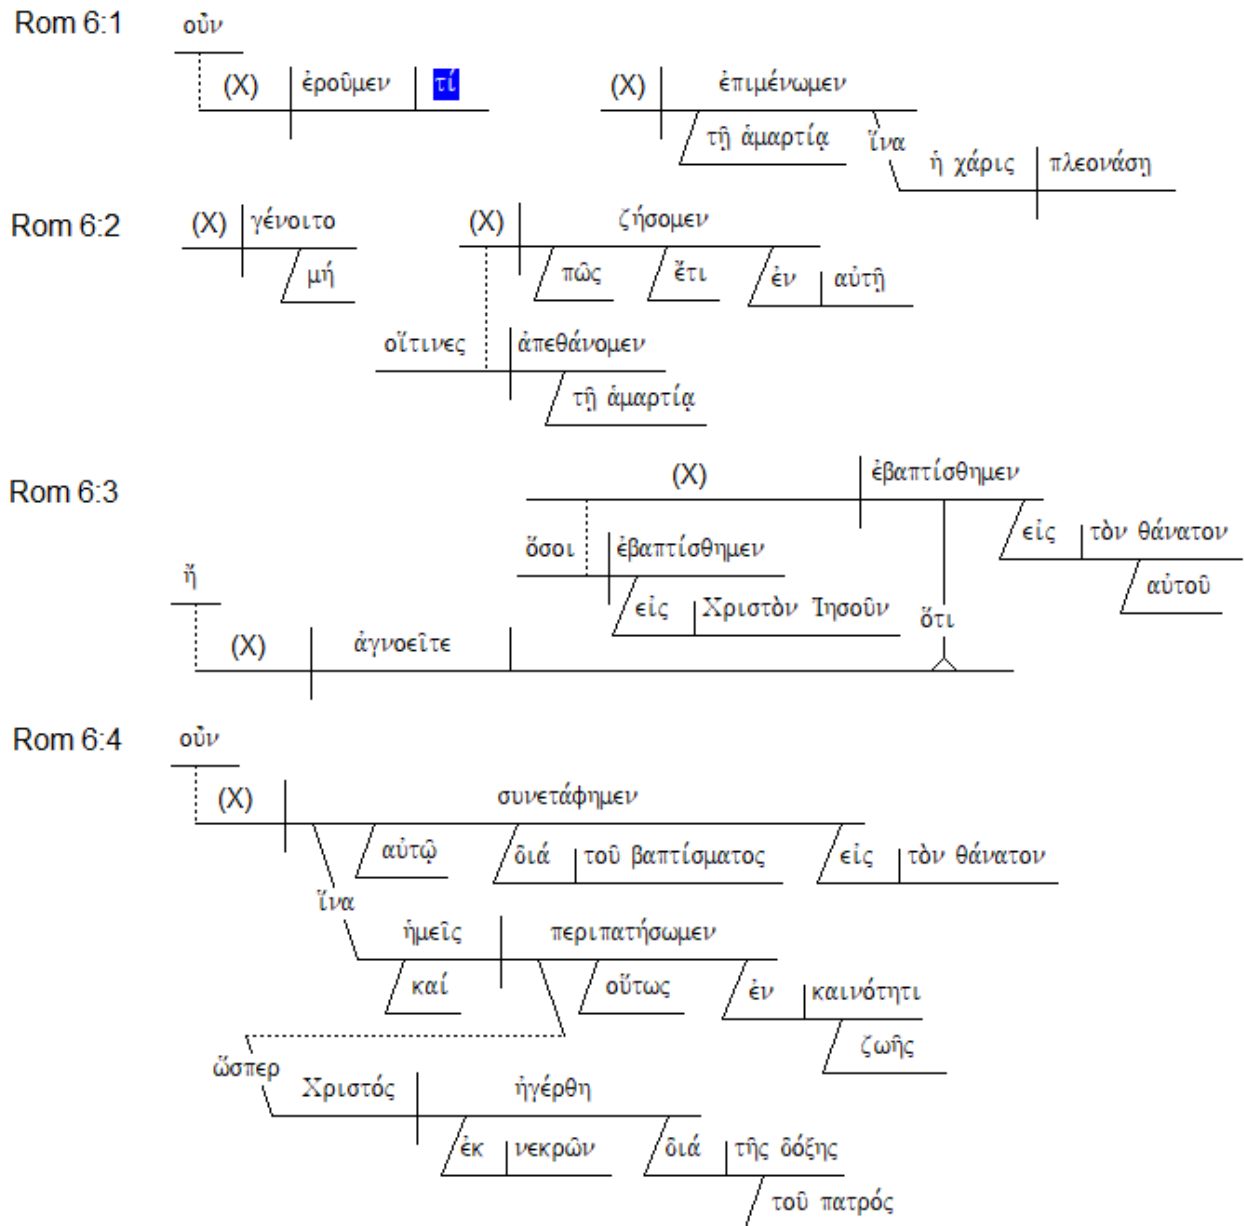 Rom 6:1
οὖν
(X) ἐροῦμεν τί
(X) ἐπιμένωμεν
τῇ ἁμαρτίᾳ
ἵνα
ἡ χάρις πλεονάσῃ
Rom 6:2
(X) γένοιτο
μή
(X) ζήσομεν
πῶς ἔτι ἐν αὐτῇ
οἵτινες ἀπεθάνομεν
τῇ ἁμαρτίᾳ
Rom 6:3
(X) ἐβαπτίσθημεν
εἰς τὸν θάνατον
αὐτοῦ
ὅσοι ἐβαπτίσθημεν
εἰς Χριστὸν Ἰησοῦν
ὅτι
ἤ
(X) ἀγνοεῖτε
Rom 6:4
οὖν
(X) συνετάφημεν
αὐτῷ διά τοῦ βαπτίσματος εἰς τὸν θάνατον
ἵνα
ἡμεῖς περιπατήσωμεν
καί οὕτως ἐν καινότητι
ζωῆς
ὥσπερ
Χριστός ἠγέρθη
ἐκ νεκρῶν διά τῆς δόξης
τοῦ πατρός